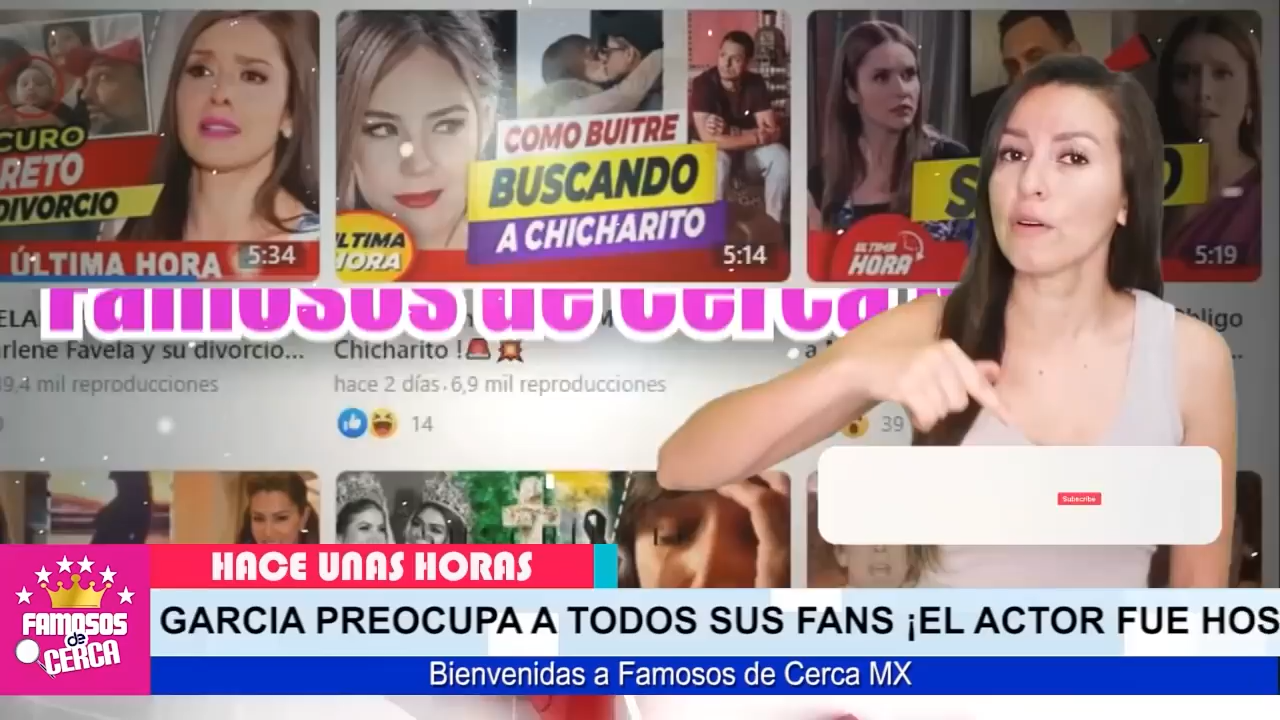 CURO
RETO
DIVORCIO
ÚLTIMA HORA
5:34
COMO BUITRE
BUSCANDO
A CHICHARITO
ÚLTIMA
HORA
5:14
ÚLTIMA
HORA
5:19
Famosos de Cerca
arlene Favela y su divorcio...
Chicharito !
bligo
9,4 mil reproducciones
hace 2 días · 6,9 mil reproducciones
14
39
Subscribe
HACE UNAS HORAS
FAMOSOS
de
CERCA
GARCIA PREOCUPA A TODOS SUS FANS ¡EL ACTOR FUE HOS
Bienvenidas a Famosos de Cerca MX